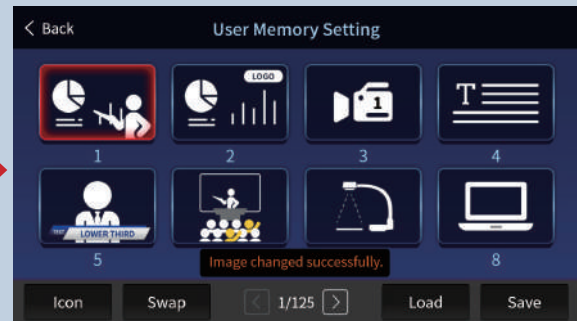 < Back
User Memory Setting
LOGO
1
T
1
2
3
4
LOWER THIRD
5
8
Image changed successfully.
Icon
Swap
< 1/125 >
Load
Save